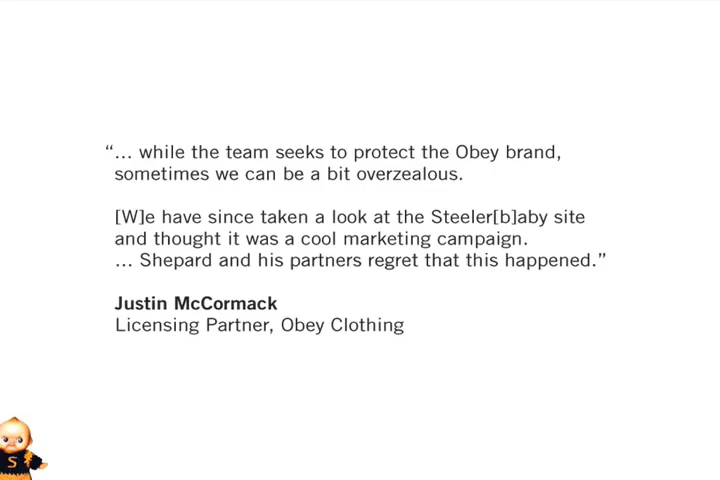 “... while the team seeks to protect the Obey brand,
sometimes we can be a bit overzealous.
[W]e have since taken a look at the Steeler[b]aby site
and thought it was a cool marketing campaign.
... Shepard and his partners regret that this happened.”
Justin McCormack
Licensing Partner, Obey Clothing
S